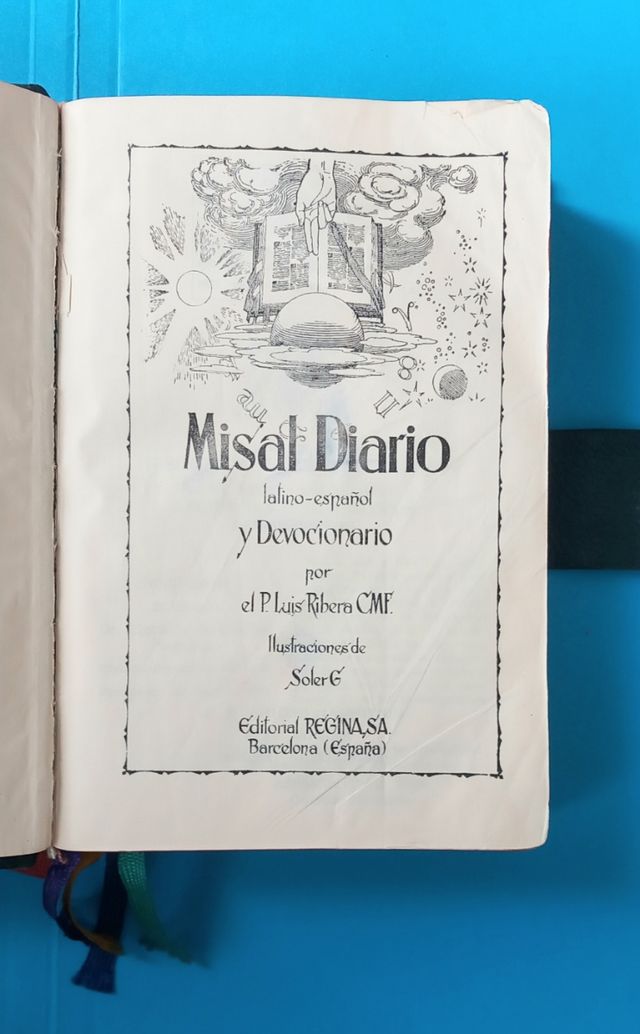 Misal Diario
latino-español
y Devocionario
por
el P. Luis Ribera CMF.
Ilustraciones de
Soler G
Editorial REGINA, S.A.
Barcelona (España)